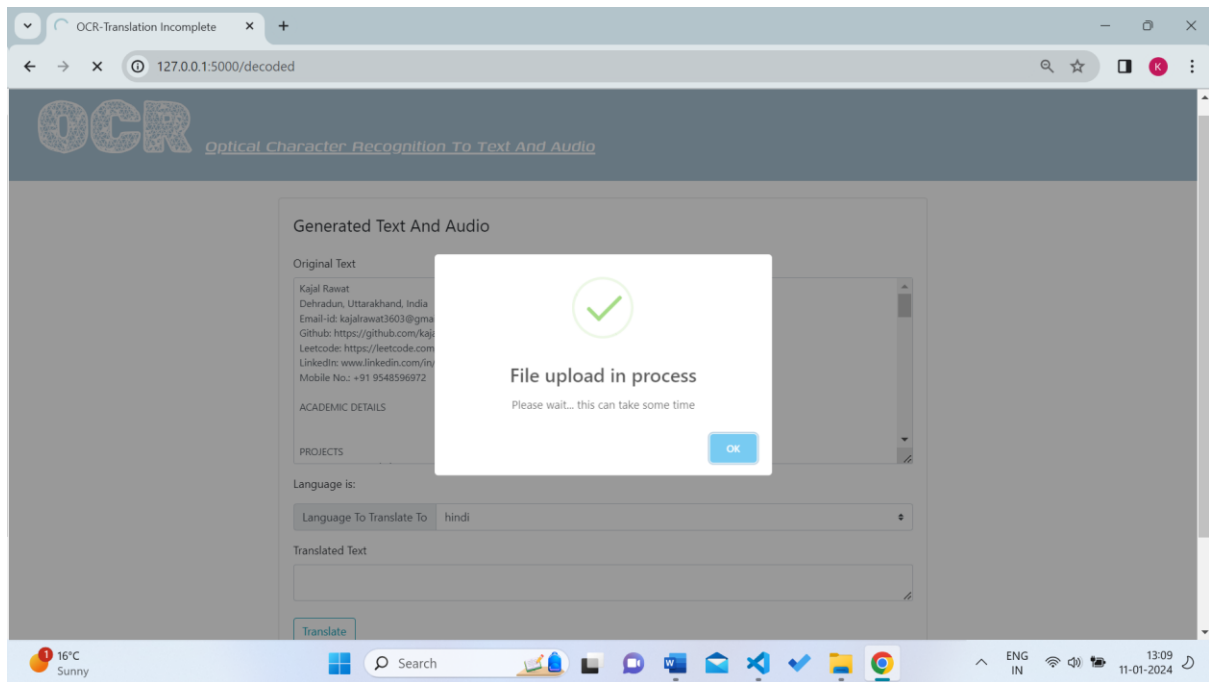 OCR-Translation Incomplete
127.0.0.1:5000/decoded
K
OCR Optical Character Recognition To Text And Audio
Generated Text And Audio
Original Text
Kajal Rawat
Dehradun, Uttarakhand, India
Email-id: kajalrawat3603@gma
Github: https://github.com/kaja
Leetcode: https://leetcode.com
LinkedIn: www.linkedin.com/in/
Mobile No.: +91 9548596972
ACADEMIC DETAILS
PROJECTS
File upload in process
Please wait... this can take some time
OK
Language is:
Language To Translate To hindi
Translated Text
Translate
1
16°C
Sunny
Search
ENG
IN
13:09
11-01-2024